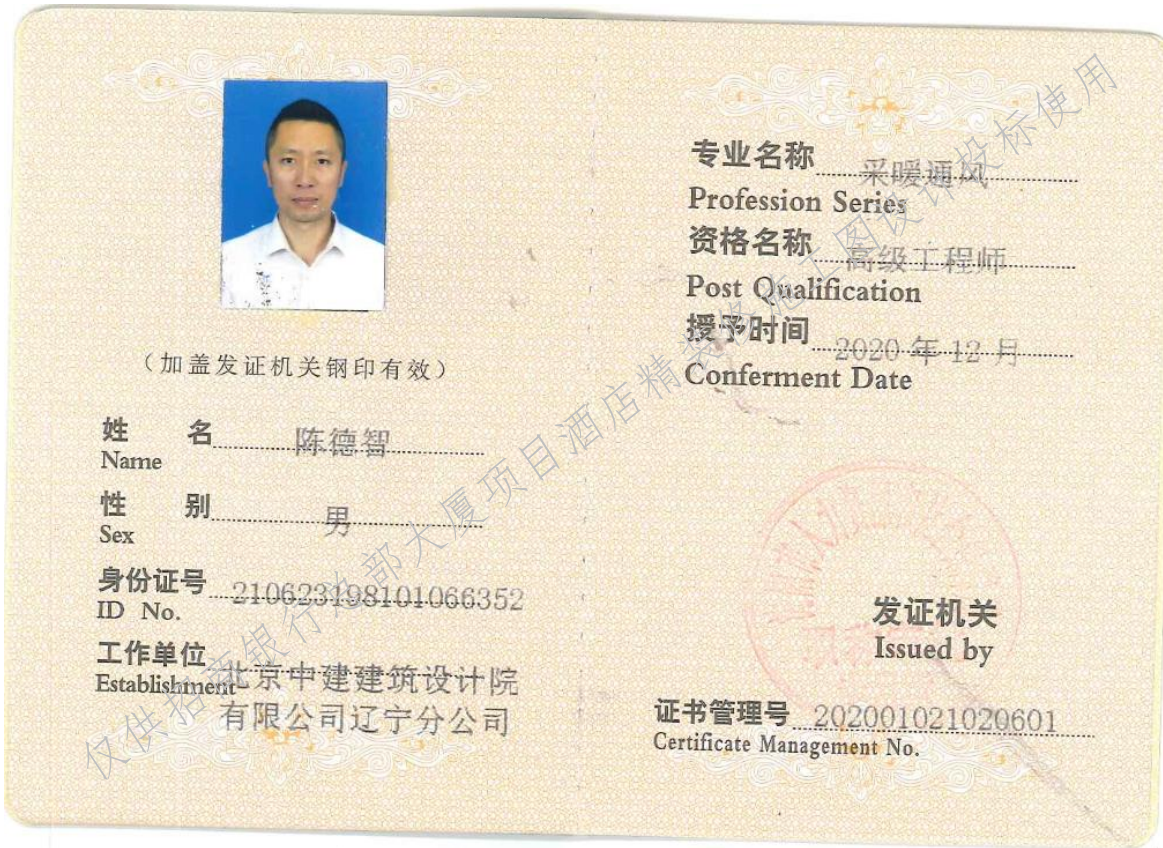 （加盖发证机关钢印有效）
姓 名 陈德智
Name
性 别 男
Sex
身份证号 210623198101066352
ID No.
工作单位 北京中建建筑设计院
Establishment
有限公司辽宁分公司
专业名称 采暖通风
Profession Series
资格名称 高级工程师
Post Qualification
授予时间 2020 年 12 月
Conferment Date
发证机关
Issued by
证书管理号 202001021020601
Certificate Management No.
仅供招商银行总部大厦项目酒店精装修施工图设计投标使用